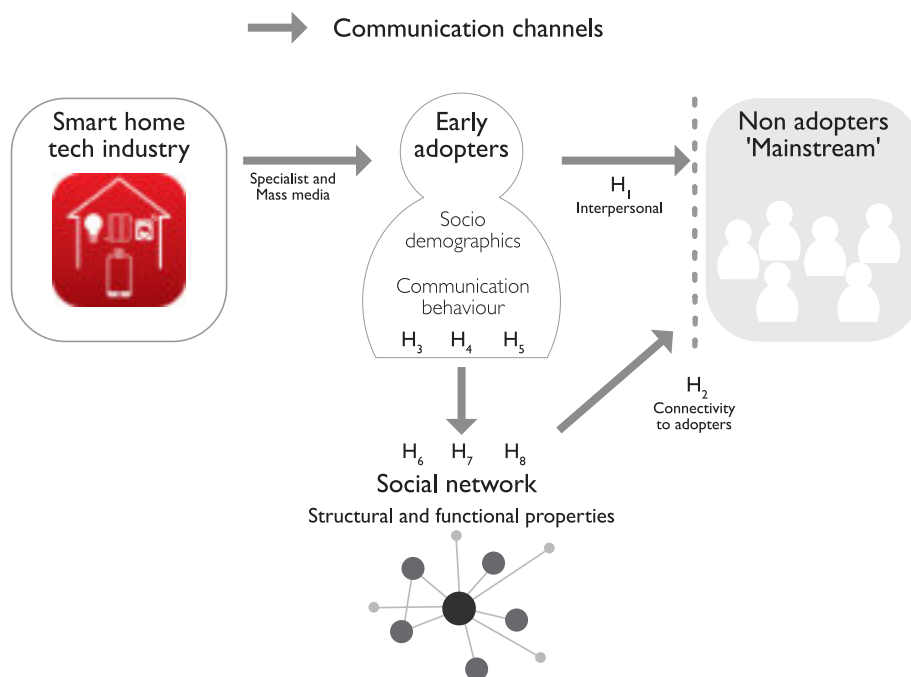 Communication channels
Smart home
tech industry
Specialist and
Mass media
Early
adopters
Socio
demographics
Communication
behaviour
H₃ H₄ H₅
H₁
Interpersonal
Non adopters
'Mainstream'
H₂
Connectivity
to adopters
H₆ H₇ H₈
Social network
Structural and functional properties